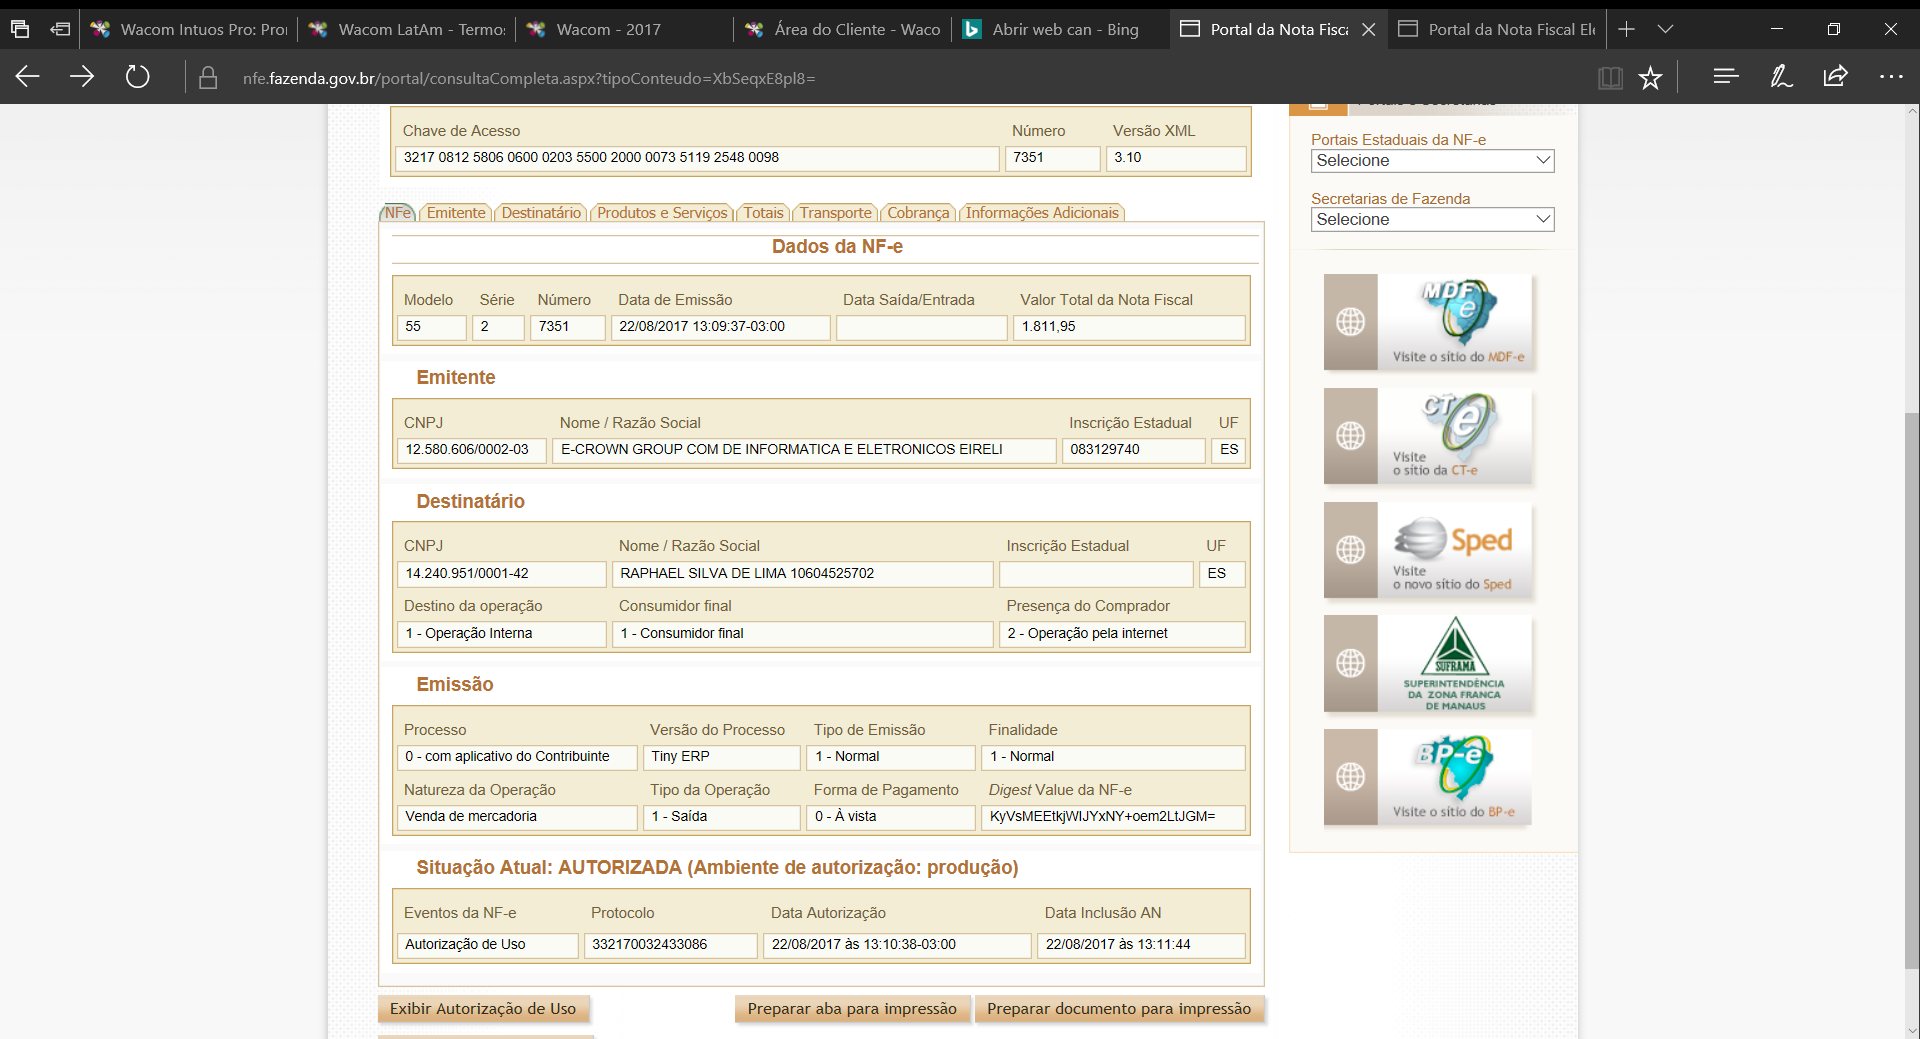 Wacom Intuos Pro: Pro
Wacom LatAm - Termos
Wacom - 2017
Área do Cliente - Waco
Abrir web can - Bing
Portal da Nota Fisca
Portal da Nota Fiscal Ele
nfe.fazenda.gov.br/portal/consultaCompleta.aspx?tipoConteudo=XbSeqxE8pl8=
Chave de Acesso Número Versão XML
3217 0812 5806 0600 0203 5500 2000 0073 5119 2548 0098 7351 3.10
NFe Emitente Destinatário Produtos e Serviços Totais Transporte Cobrança Informações Adicionais
Dados da NF-e
Modelo Série Número Data de Emissão Data Saída/Entrada Valor Total da Nota Fiscal
55 2 7351 22/08/2017 13:09:37-03:00 1.811,95
Emitente
CNPJ Nome / Razão Social Inscrição Estadual UF
12.580.606/0002-03 E-CROWN GROUP COM DE INFORMATICA E ELETRONICOS EIRELI 083129740 ES
Destinatário
CNPJ Nome / Razão Social Inscrição Estadual UF
14.240.951/0001-42 RAPHAEL SILVA DE LIMA 10604525702 ES
Destino da operação Consumidor final Presença do Comprador
1 - Operação Interna 1 - Consumidor final 2 - Operação pela internet
Emissão
Processo Versão do Processo Tipo de Emissão Finalidade
0 - com aplicativo do Contribuinte Tiny ERP 1 - Normal 1 - Normal
Natureza da Operação Tipo da Operação Forma de Pagamento Digest Value da NF-e
Venda de mercadoria 1 - Saída 0 - À vista KyVsMEEtkjWIJYxNY+oem2LtJGM=
Situação Atual: AUTORIZADA (Ambiente de autorização: produção)
Eventos da NF-e Protocolo Data Autorização Data Inclusão AN
Autorização de Uso 332170032433086 22/08/2017 às 13:10:38-03:00 22/08/2017 às 13:11:44
Exibir Autorização de Uso Preparar aba para impressão Preparar documento para impressão
Portais Estaduais da NF-e
Selecione
Secretarias de Fazenda
Selecione
MDF e
Visite o sítio do MDF-e
CT e
Visite
o sítio da CT-e
Sped
Visite
o novo sítio do Sped
SUFRAMA
SUPERINTENDÊNCIA
DA ZONA FRANCA
DE MANAUS
BP-e
Visite o sítio do BP-e